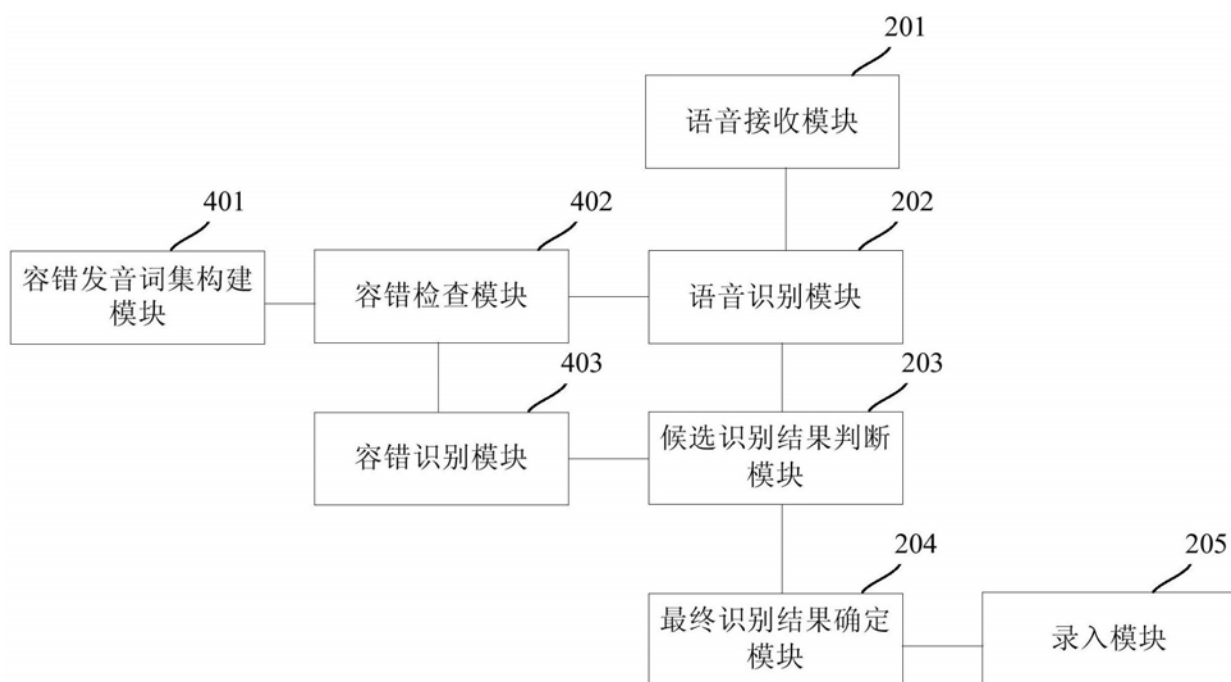 201
语音接收模块
401
402
202
容错发音词集构建
模块
容错检查模块
语音识别模块
403
203
容错识别模块
候选识别结果判断
模块
204
205
最终识别结果确定
模块
录入模块